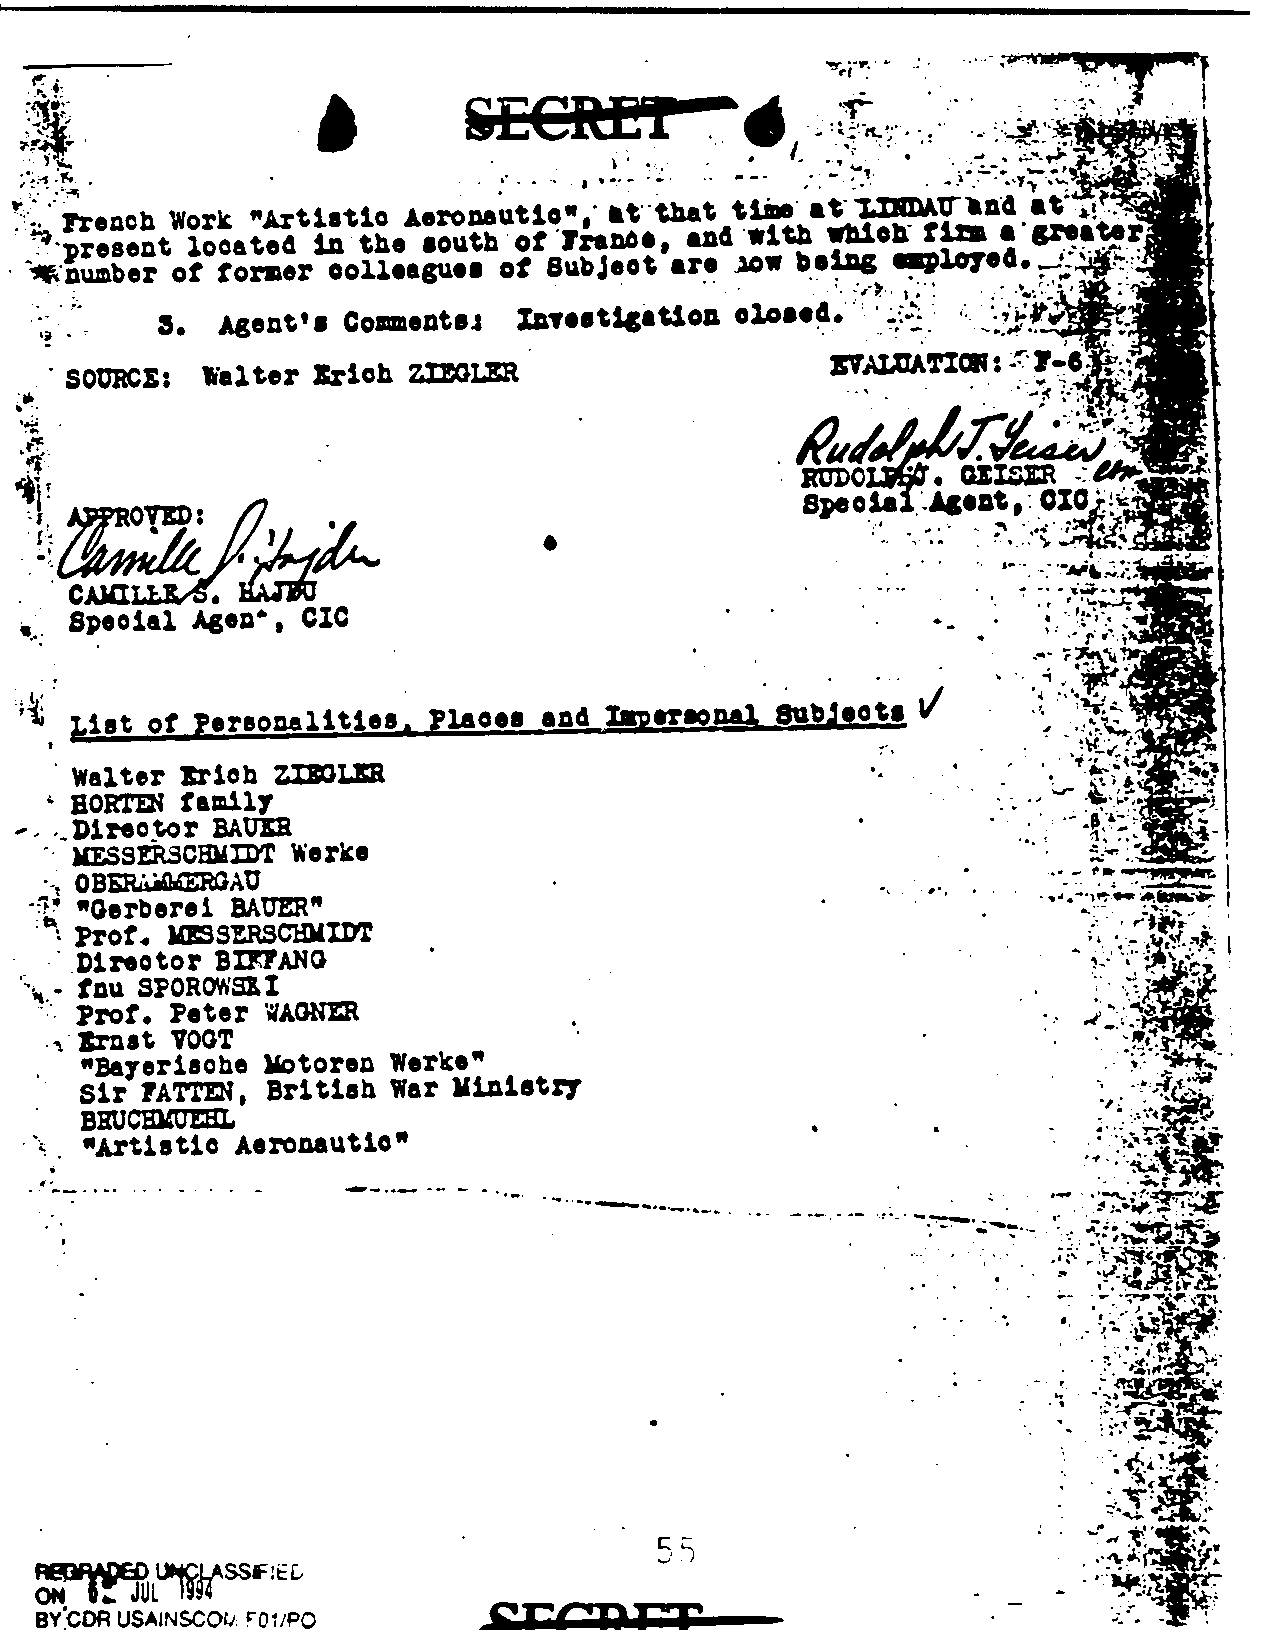 SECRET
French Work "Artistic Aeronautic", at that time at LINDAU and at
present located in the south of France, and with which firm a greater
number of former colleagues of Subject are now being employed.
3. Agent's Comments: Investigation closed.
SOURCE: Walter Erich ZIEGLER EVALUATION: F-6
Rudolph J. Geiser
RUDOLPH J. GEISER
Special Agent, CIC
APPROVED:
Camille S. Hajdu
CAMILLE S. HAJDU
Special Agent, CIC
List of Personalities, Places and Impersonal Subjects ✓
Walter Erich ZIEGLER
HORTEN family
Director BAUER
MESSERSCHMIDT Werke
OBERAMMERGAU
"Gerberei BAUER"
Prof. MESSERSCHMIDT
Director BIEFANG
fnu SPOROWSKI
Prof. Peter WAGNER
Ernst VOGT
"Bayerische Motoren Werke"
Sir FATTEN, British War Ministry
BRUCHMUEHL
"Artistic Aeronautic"
55
REGRADED UNCLASSIFIED
ON JUL 1994
BY CDR USAINSCOM F01/PO
SECRET